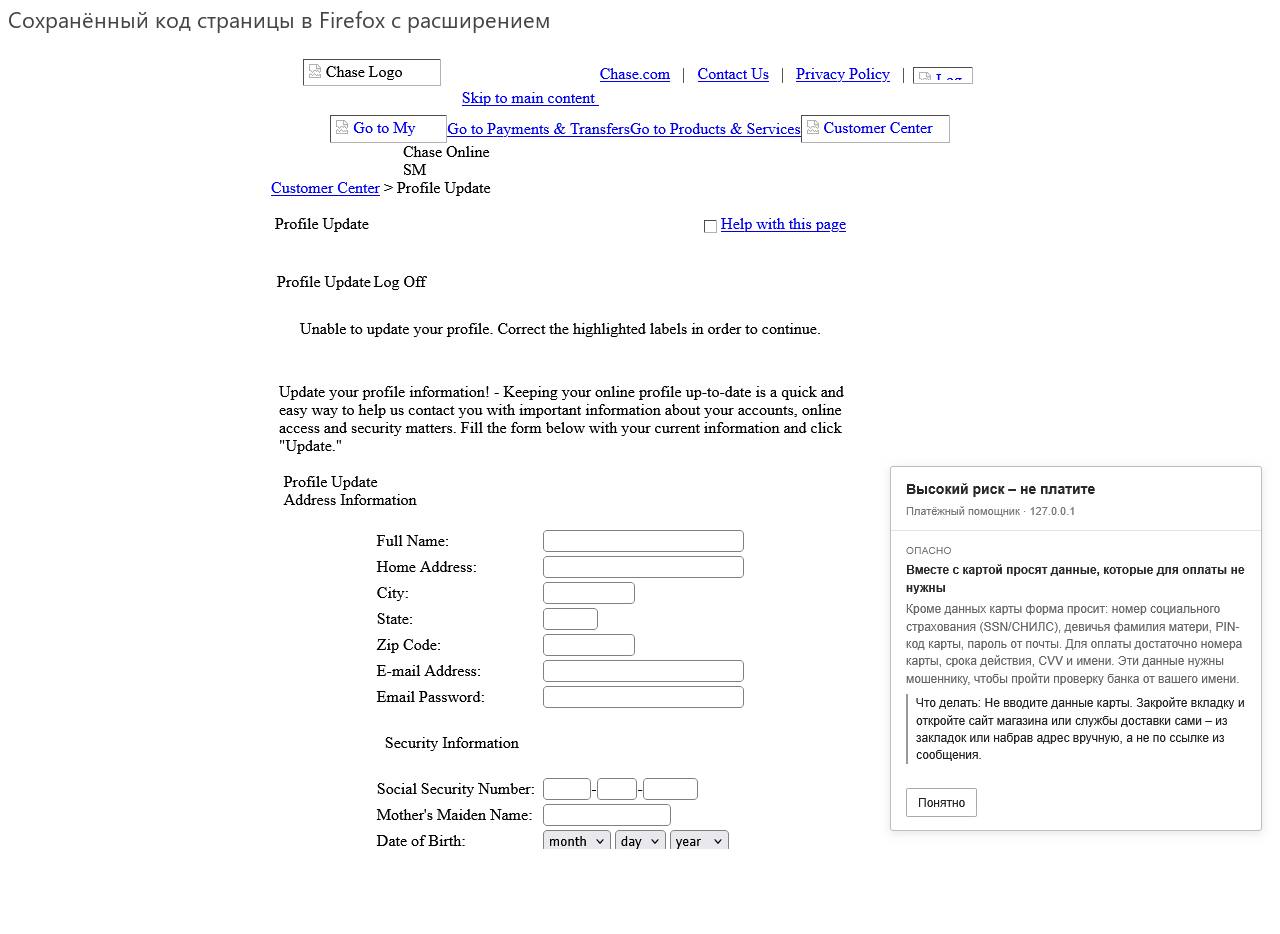 Сохранённый код страницы в Firefox с расширением
Chase Logo
Chase.com | Contact Us | Privacy Policy |
Skip to main content
Go to My Go to Payments & Transfers Go to Products & Services Customer Center
Chase Online
SM
Customer Center > Profile Update
Profile Update
Help with this page
Profile Update Log Off
Unable to update your profile. Correct the highlighted labels in order to continue.
Update your profile information! - Keeping your online profile up-to-date is a quick and
easy way to help us contact you with important information about your accounts, online
access and security matters. Fill the form below with your current information and click
"Update."
Profile Update
Address Information
Full Name:
Home Address:
City:
State:
Zip Code:
E-mail Address:
Email Password:
Security Information
Social Security Number: - -
Mother's Maiden Name:
Date of Birth: month day year
Высокий риск – не платите
Платёжный помощник · 127.0.0.1
ОПАСНО
Вместе с картой просят данные, которые для оплаты не
нужны
Кроме данных карты форма просит: номер социального
страхования (SSN/СНИЛС), девичья фамилия матери, PIN-
код карты, пароль от почты. Для оплаты достаточно номера
карты, срока действия, CVV и имени. Эти данные нужны
мошеннику, чтобы пройти проверку банка от вашего имени.
Что делать: Не вводите данные карты. Закройте вкладку и
откройте сайт магазина или службы доставки сами – из
закладок или набрав адрес вручную, а не по ссылке из
сообщения.
Понятно